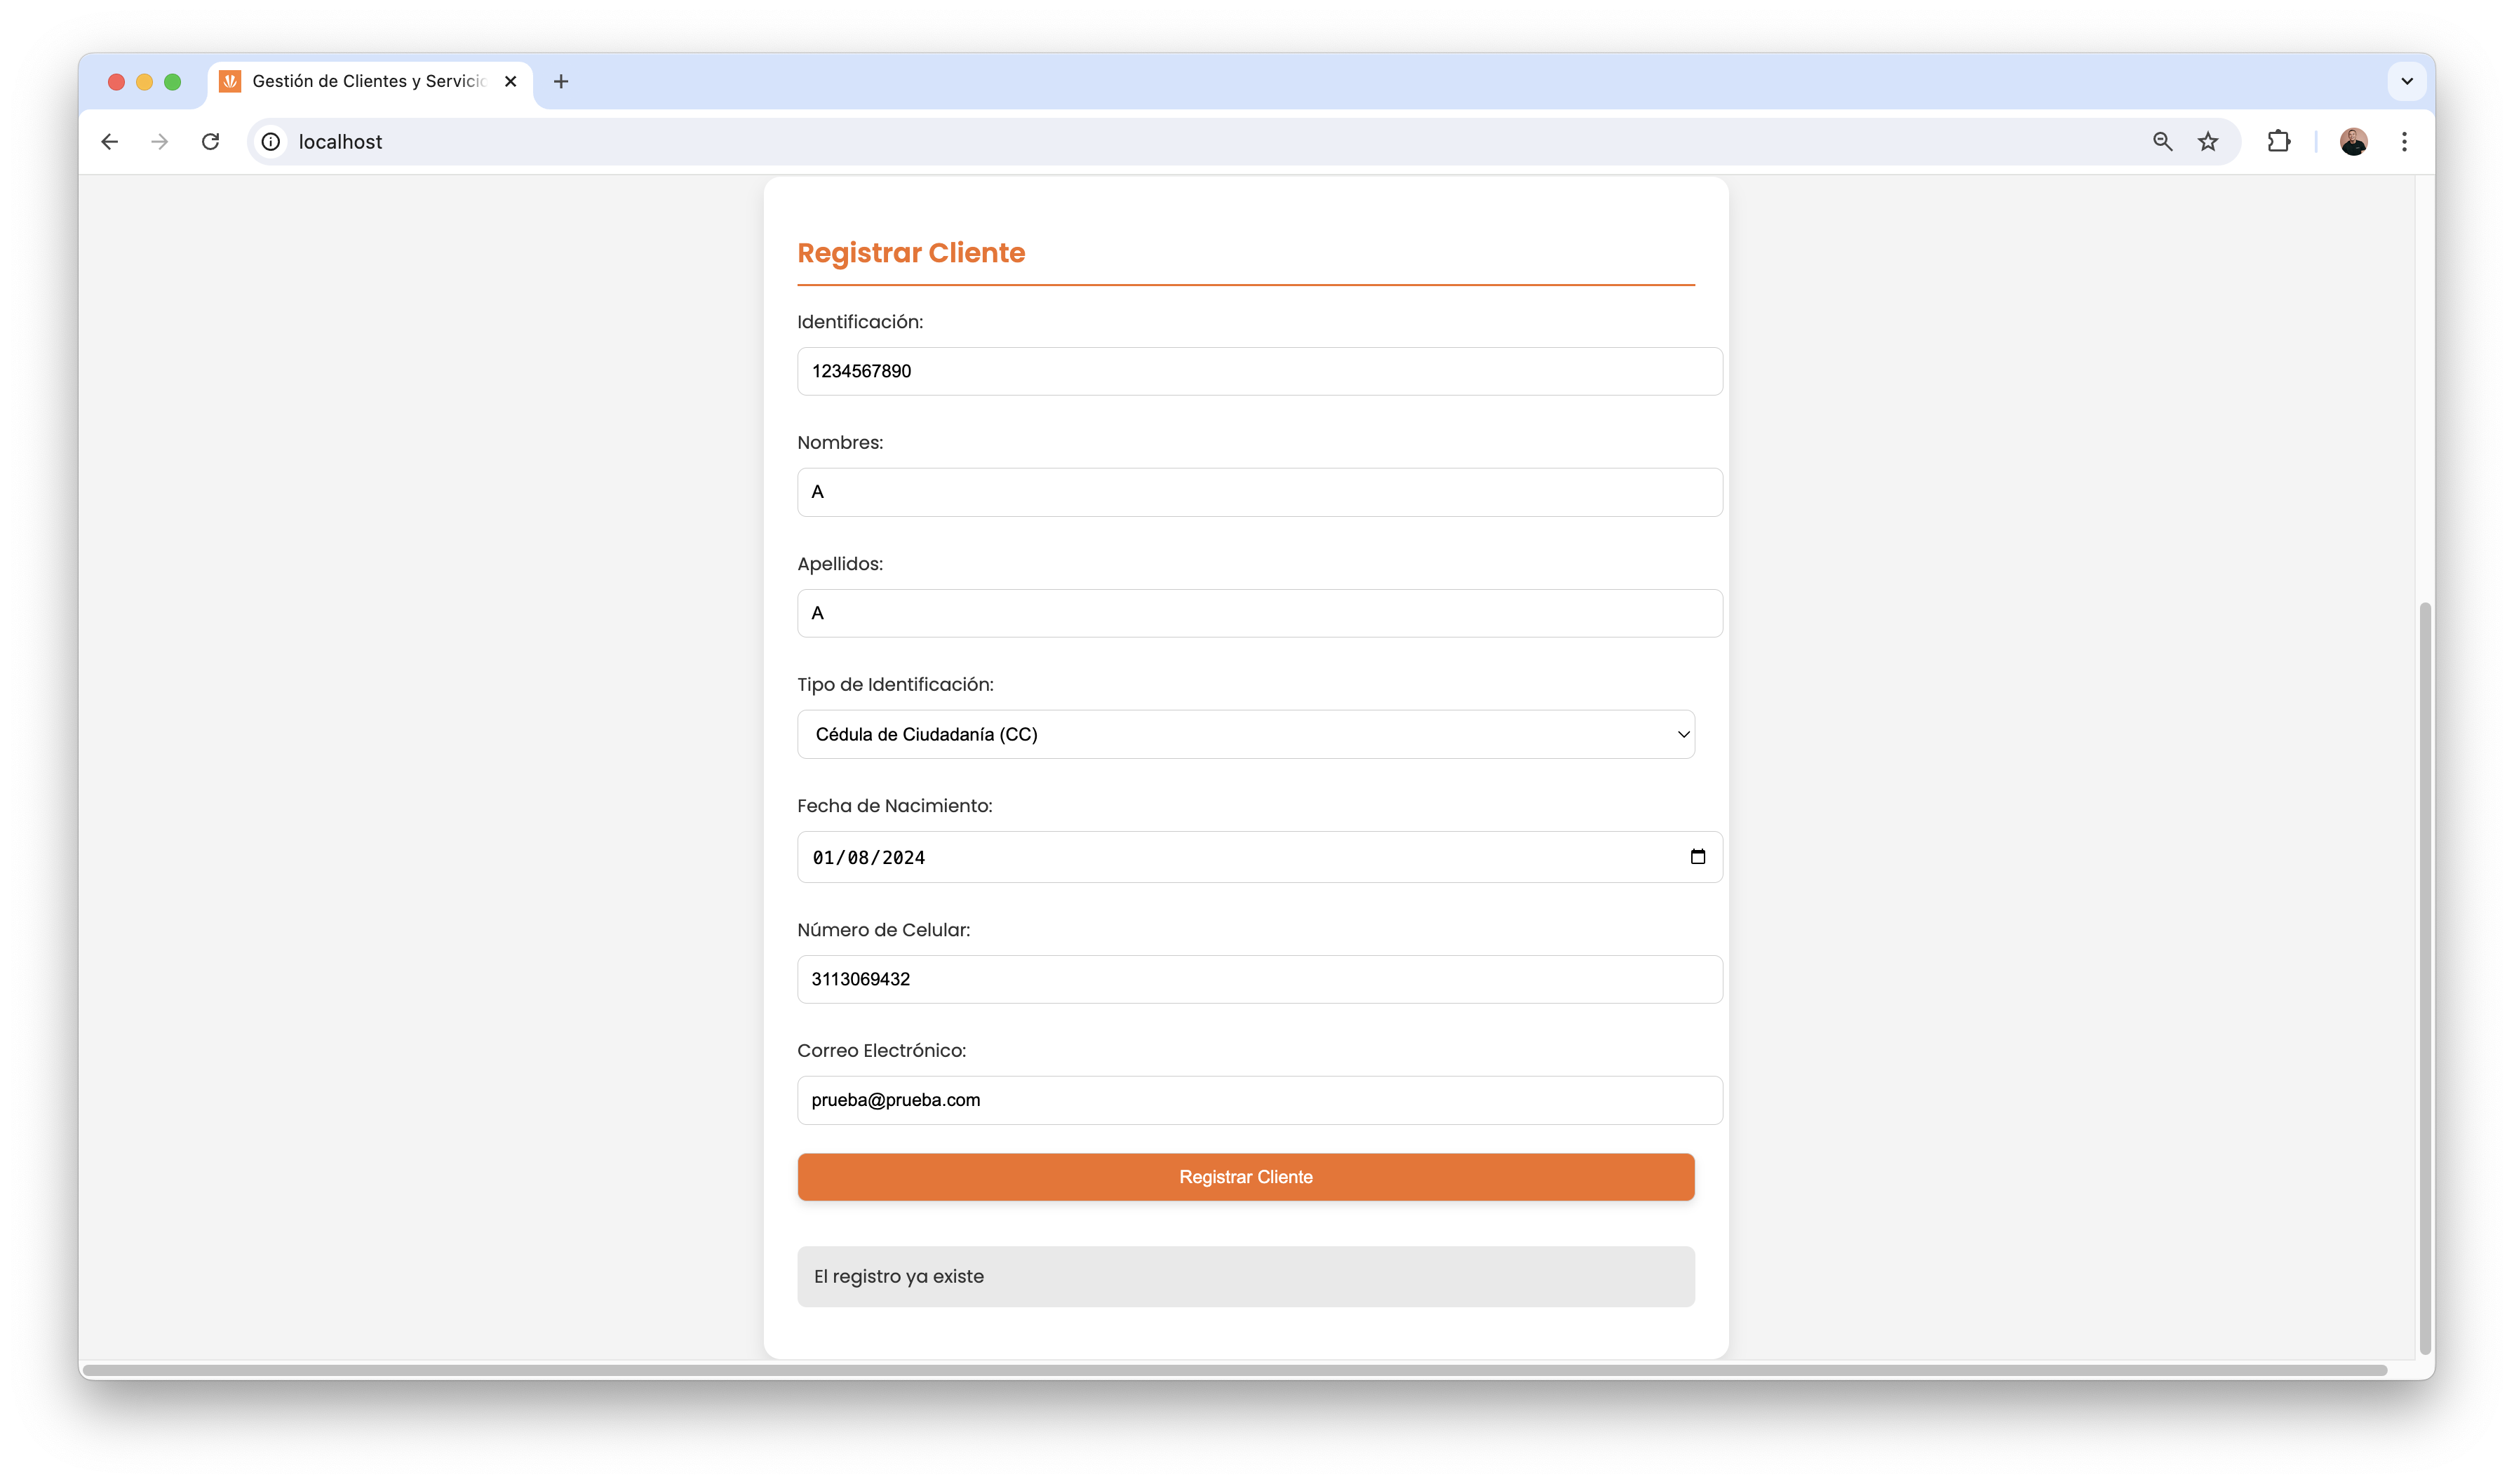 Gestión de Clientes y Servicio
localhost
Registrar Cliente
Identificación:
1234567890
Nombres:
A
Apellidos:
A
Tipo de Identificación:
Cédula de Ciudadanía (CC)
Fecha de Nacimiento:
01/08/2024
Número de Celular:
3113069432
Correo Electrónico:
prueba@prueba.com
Registrar Cliente
El registro ya existe